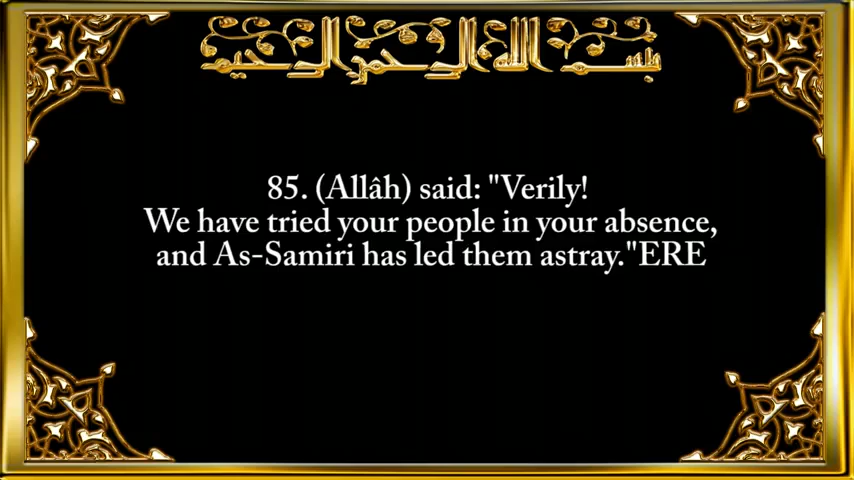 بسم الله الرحمن الرحيم
85. (Allâh) said: "Verily!
We have tried your people in your absence,
and As-Samiri has led them astray."ERE